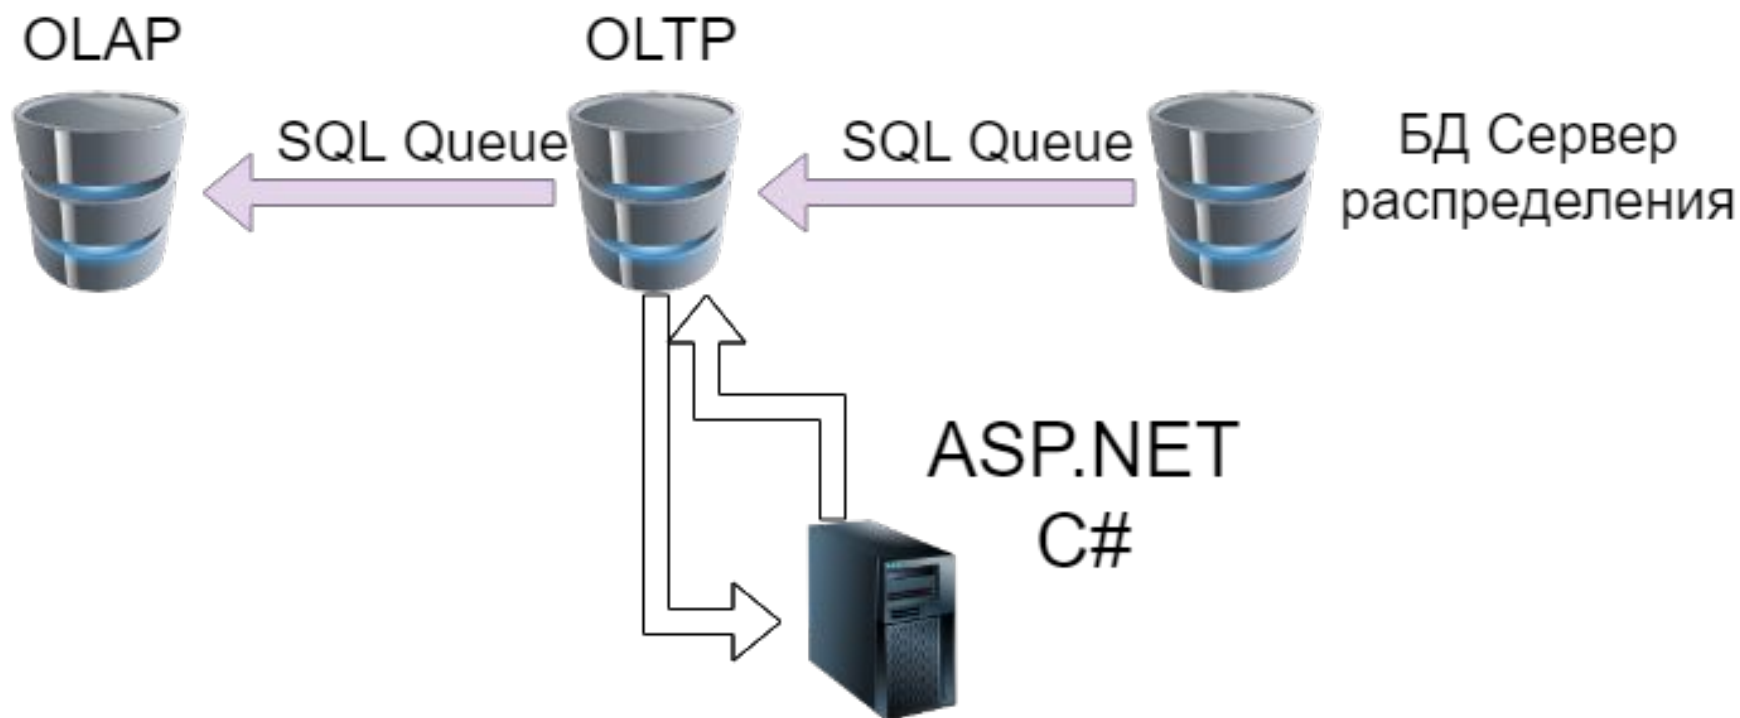 OLAP
OLTP
SQL Queue
SQL Queue
БД Сервер
распределения
ASP.NET
C#